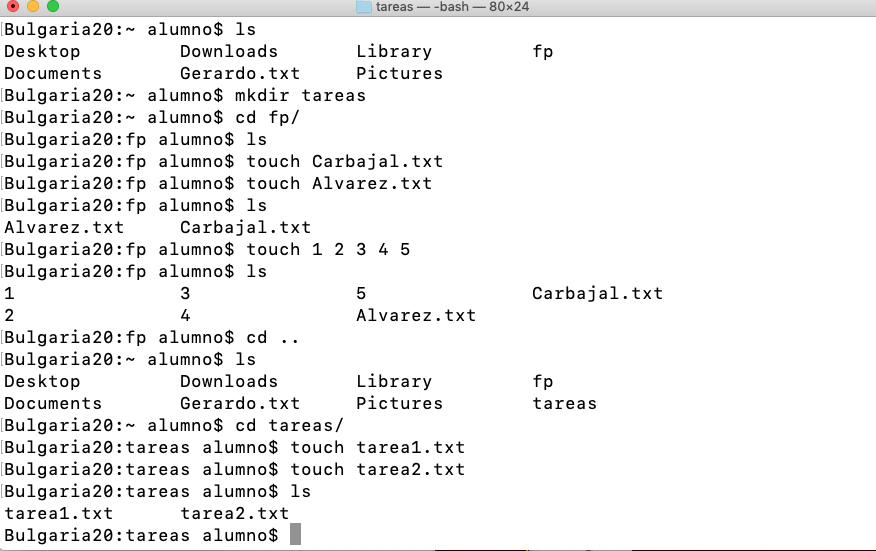 tareas — -bash — 80×24
Bulgaria20:~ alumno$ ls
Desktop Downloads Library fp
Documents Gerardo.txt Pictures
Bulgaria20:~ alumno$ mkdir tareas
Bulgaria20:~ alumno$ cd fp/
Bulgaria20:fp alumno$ ls
Bulgaria20:fp alumno$ touch Carbajal.txt
Bulgaria20:fp alumno$ touch Alvarez.txt
Bulgaria20:fp alumno$ ls
Alvarez.txt Carbajal.txt
Bulgaria20:fp alumno$ touch 1 2 3 4 5
Bulgaria20:fp alumno$ ls
1 3 5 Carbajal.txt
2 4 Alvarez.txt
Bulgaria20:fp alumno$ cd ..
Bulgaria20:~ alumno$ ls
Desktop Downloads Library fp
Documents Gerardo.txt Pictures tareas
Bulgaria20:~ alumno$ cd tareas/
Bulgaria20:tareas alumno$ touch tarea1.txt
Bulgaria20:tareas alumno$ touch tarea2.txt
Bulgaria20:tareas alumno$ ls
tarea1.txt tarea2.txt
Bulgaria20:tareas alumno$